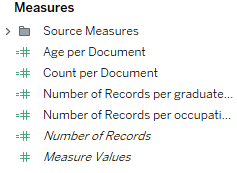 Measures
Source Measures
Age per Document
Count per Document
Number of Records per graduate...
Number of Records per occupati...
Number of Records
Measure Values